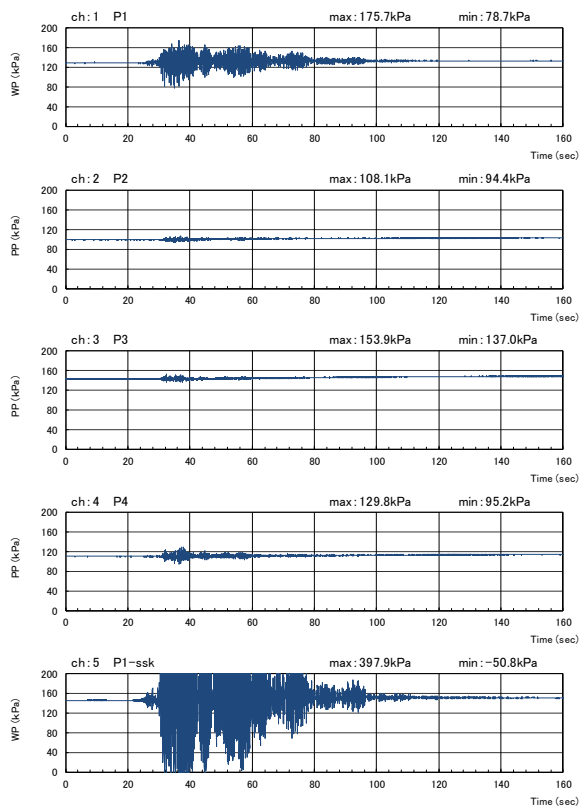 ch:1 P1 max:175.7kPa min:78.7kPa
200
160
120
80
40
0
WP (kPa)
0 20 40 60 80 100 120 140 160
Time (sec)
ch:2 P2 max:108.1kPa min:94.4kPa
200
160
120
80
40
0
PP (kPa)
0 20 40 60 80 100 120 140 160
Time (sec)
ch:3 P3 max:153.9kPa min:137.0kPa
200
160
120
80
40
0
PP (kPa)
0 20 40 60 80 100 120 140 160
Time (sec)
ch:4 P4 max:129.8kPa min:95.2kPa
200
160
120
80
40
0
PP (kPa)
0 20 40 60 80 100 120 140 160
Time (sec)
ch:5 P1-ssk max:397.9kPa min:-50.8kPa
200
160
120
80
40
0
WP (kPa)
0 20 40 60 80 100 120 140 160
Time (sec)